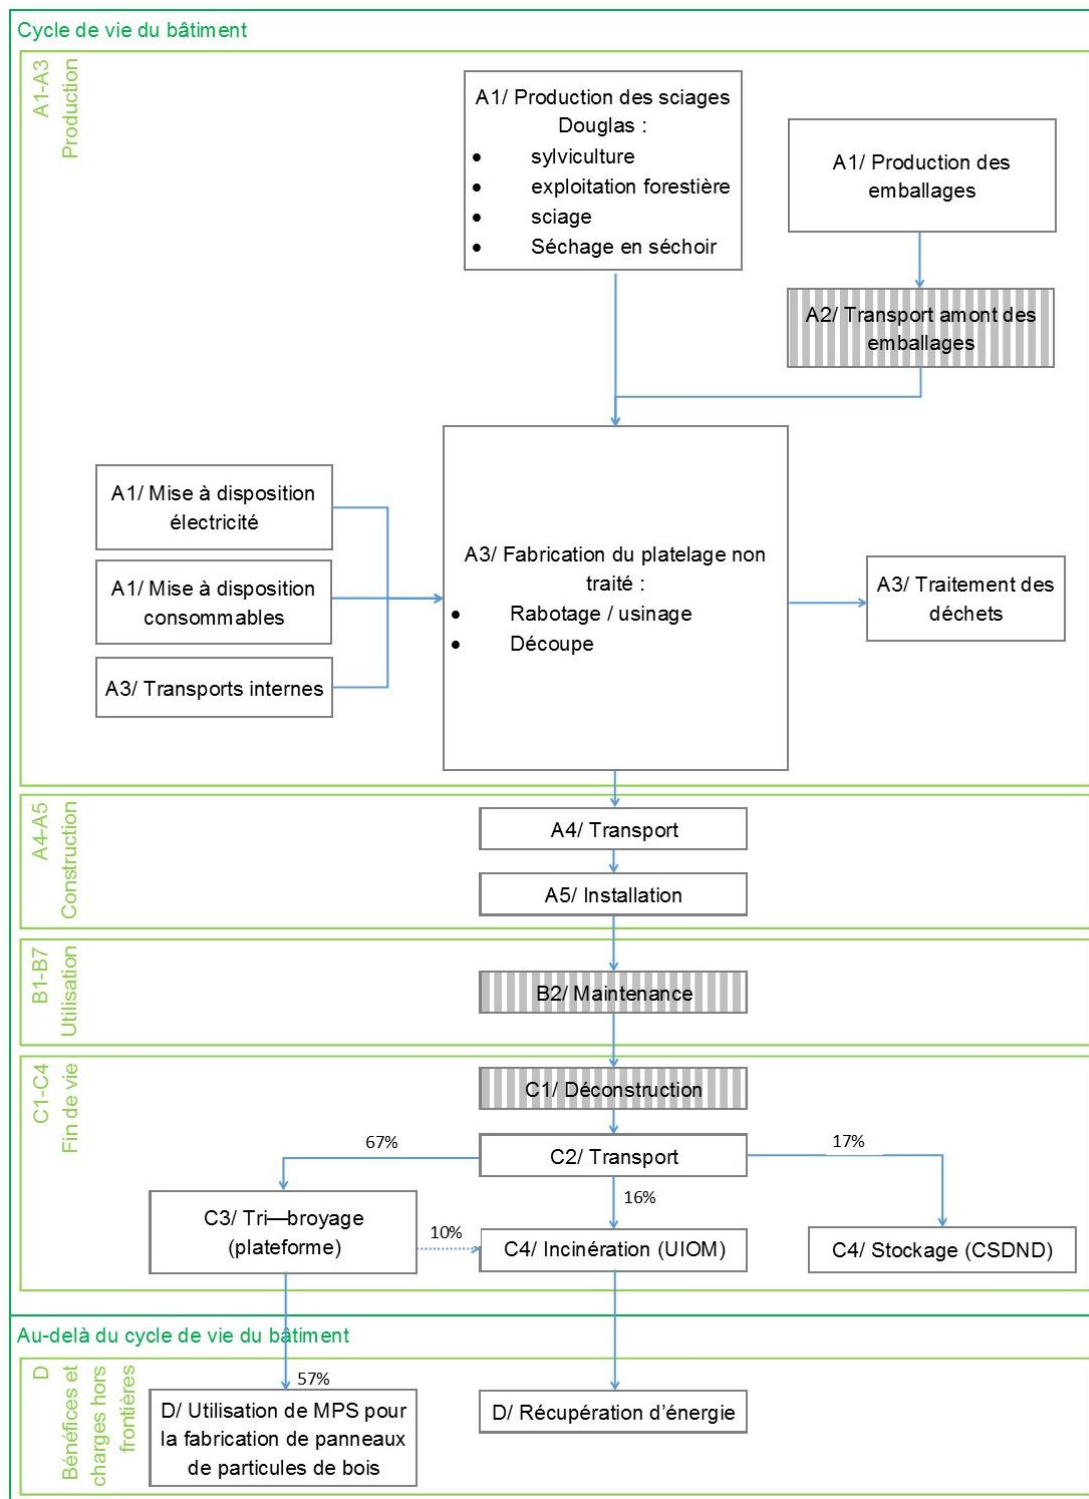 Cycle de vie du bâtiment
A1-A3
Production
A1/ Production des sciages
Douglas :
• sylviculture
• exploitation forestière
• sciage
• Séchage en séchoir
A1/ Production des
emballages
A2/ Transport amont des
emballages
A1/ Mise à disposition
électricité
A1/ Mise à disposition
consommables
A3/ Transports internes
A3/ Fabrication du platelage non
traité :
• Rabotage / usinage
• Découpe
A3/ Traitement des
déchets
A4-A5
Construction
A4/ Transport
A5/ Installation
B1-B7
Utilisation
B2/ Maintenance
C1-C4
Fin de vie
C1/ Déconstruction
67%
C2/ Transport
17%
16%
C3/ Tri—broyage
(plateforme)
10%
C4/ Incinération (UIOM)
C4/ Stockage (CSDND)
Au-delà du cycle de vie du bâtiment
D
Bénéfices et
charges hors
frontières
57%
D/ Utilisation de MPS pour
la fabrication de panneaux
de particules de bois
D/ Récupération d’énergie